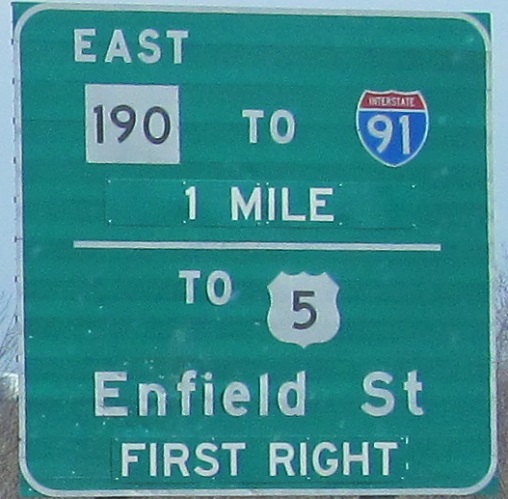 EAST
190 TO INTERSTATE 91
1 MILE
TO 5
Enfield St
FIRST RIGHT